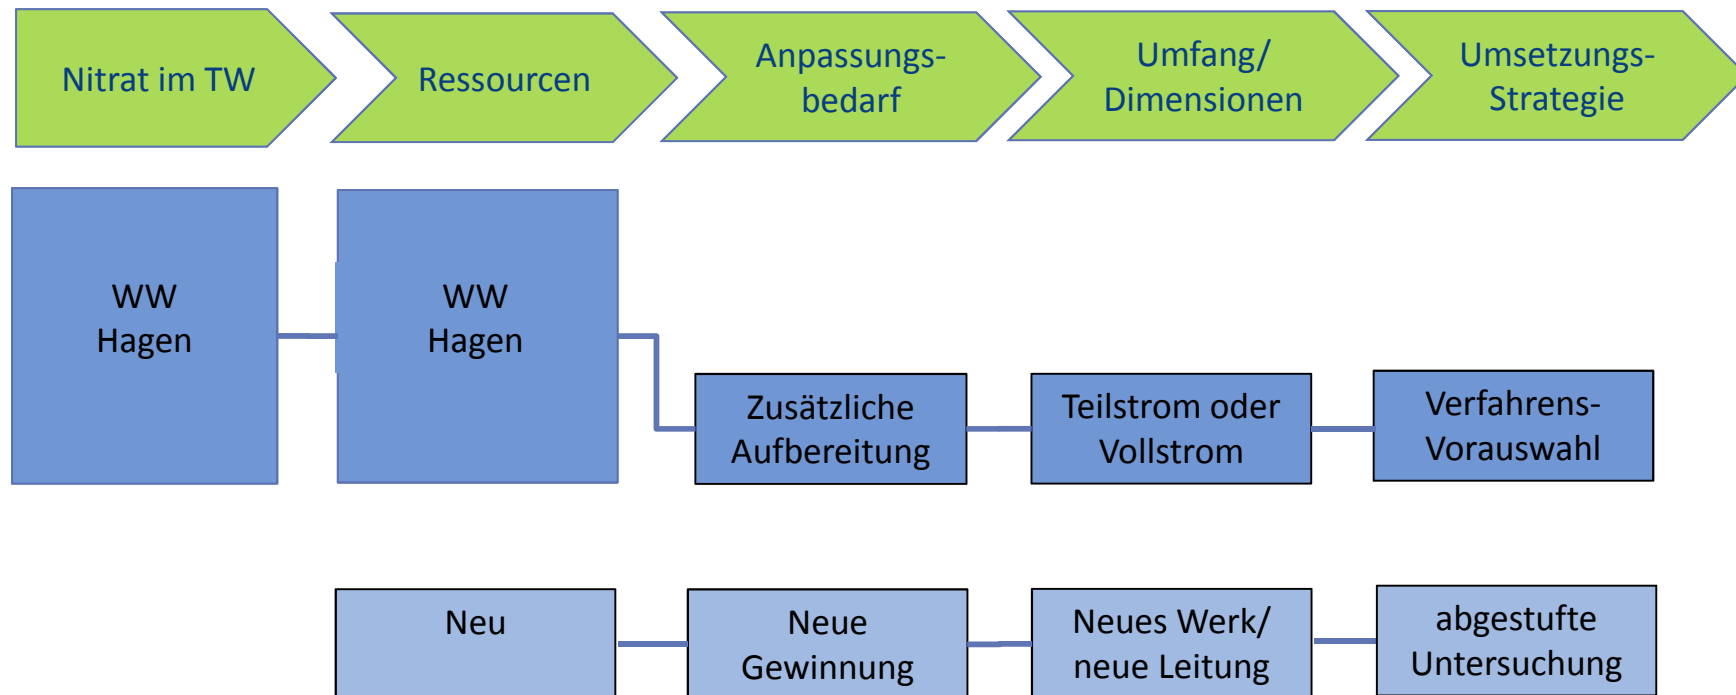 Nitrat im TW
Ressourcen
Anpassungs-
bedarf
Umfang/
Dimensionen
Umsetzungs-
Strategie
WW
Hagen
WW
Hagen
Zusätzliche
Aufbereitung
Teilstrom oder
Vollstrom
Verfahrens-
Vorauswahl
Neu
Neue
Gewinnung
Neues Werk/
neue Leitung
abgestufte
Untersuchung